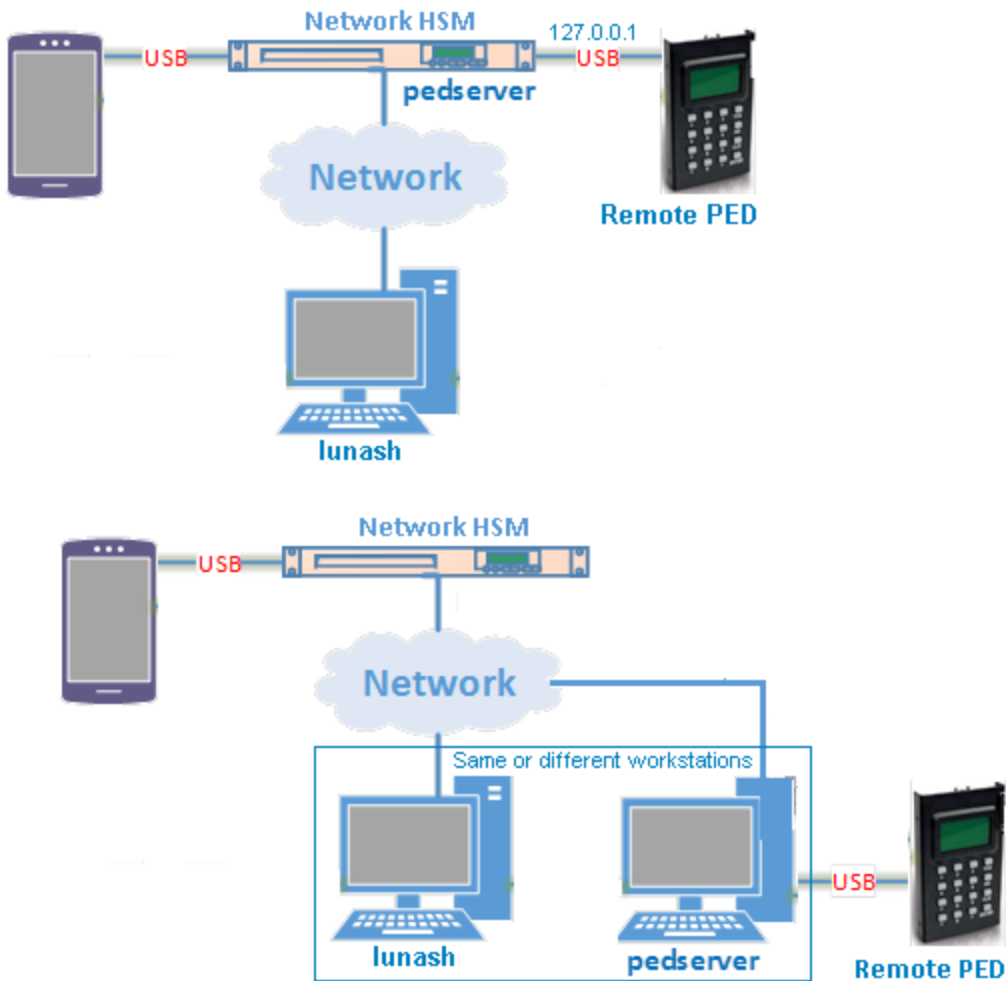 Network HSM
127.0.0.1
USB
USB
pedserver
Network
Remote PED
lunash
Network HSM
USB
Network
Same or different workstations
USB
lunash
pedserver
Remote PED